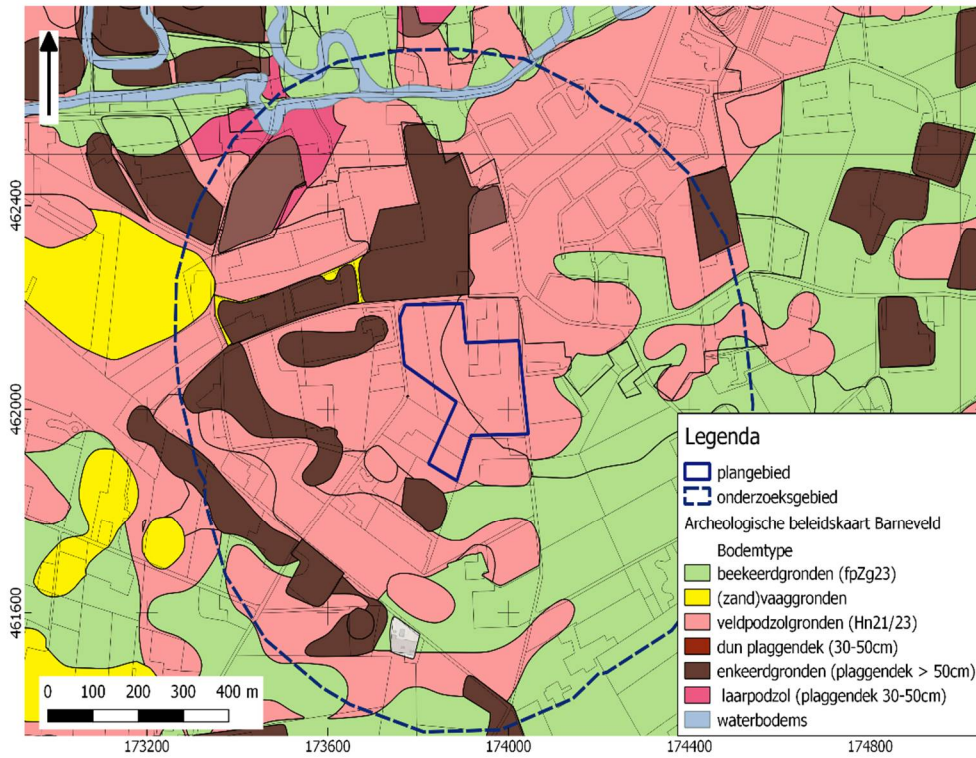 462400
462000
461600
Legenda
plangebied
onderzoeksgebied
Archeologische beleidskaart Barneveld
Bodemtype
beekeerdgronden (fpZg23)
(zand)vaaggronden
veldpodzolgronden (Hn21/23)
dun plaggendek (30-50cm)
enkeerdgronden (plaggendek > 50cm)
laarpodzol (plaggendek 30-50cm)
waterbodems
0 100 200 300 400 m
173200 173600 174000 174400 174800